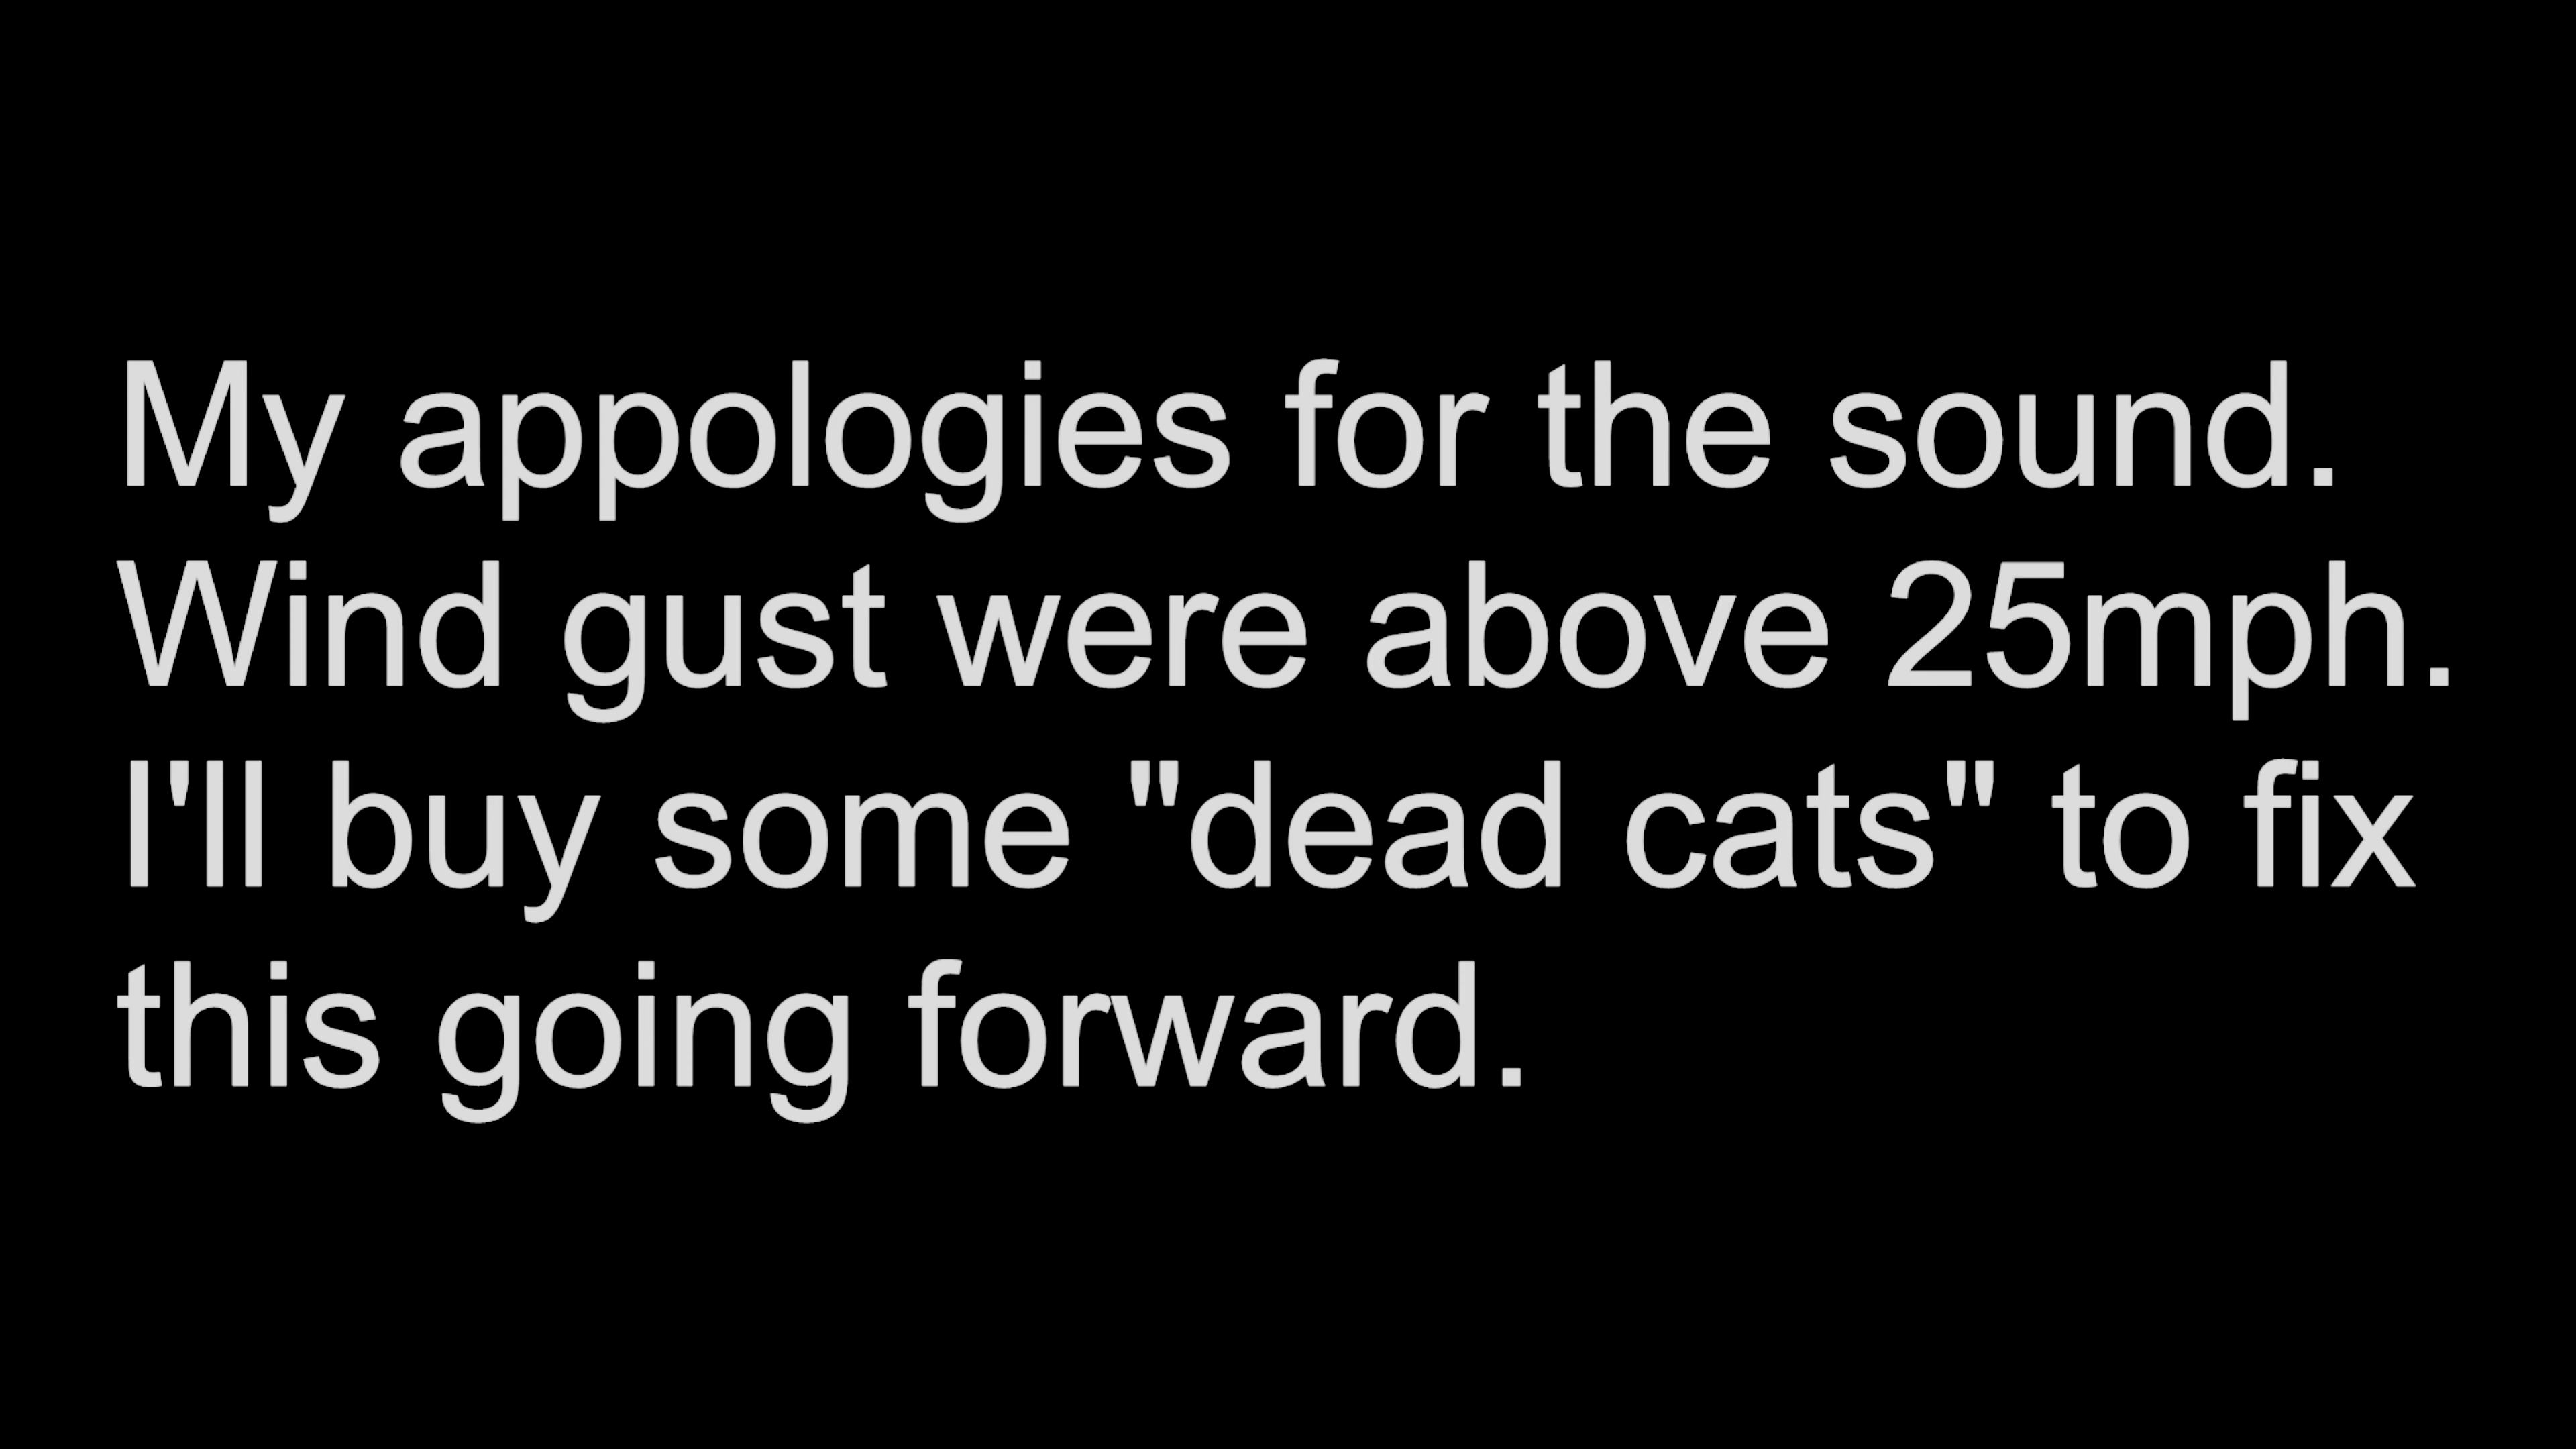 My appologies for the sound.
Wind gust were above 25mph.
I'll buy some "dead cats" to fix
this going forward.